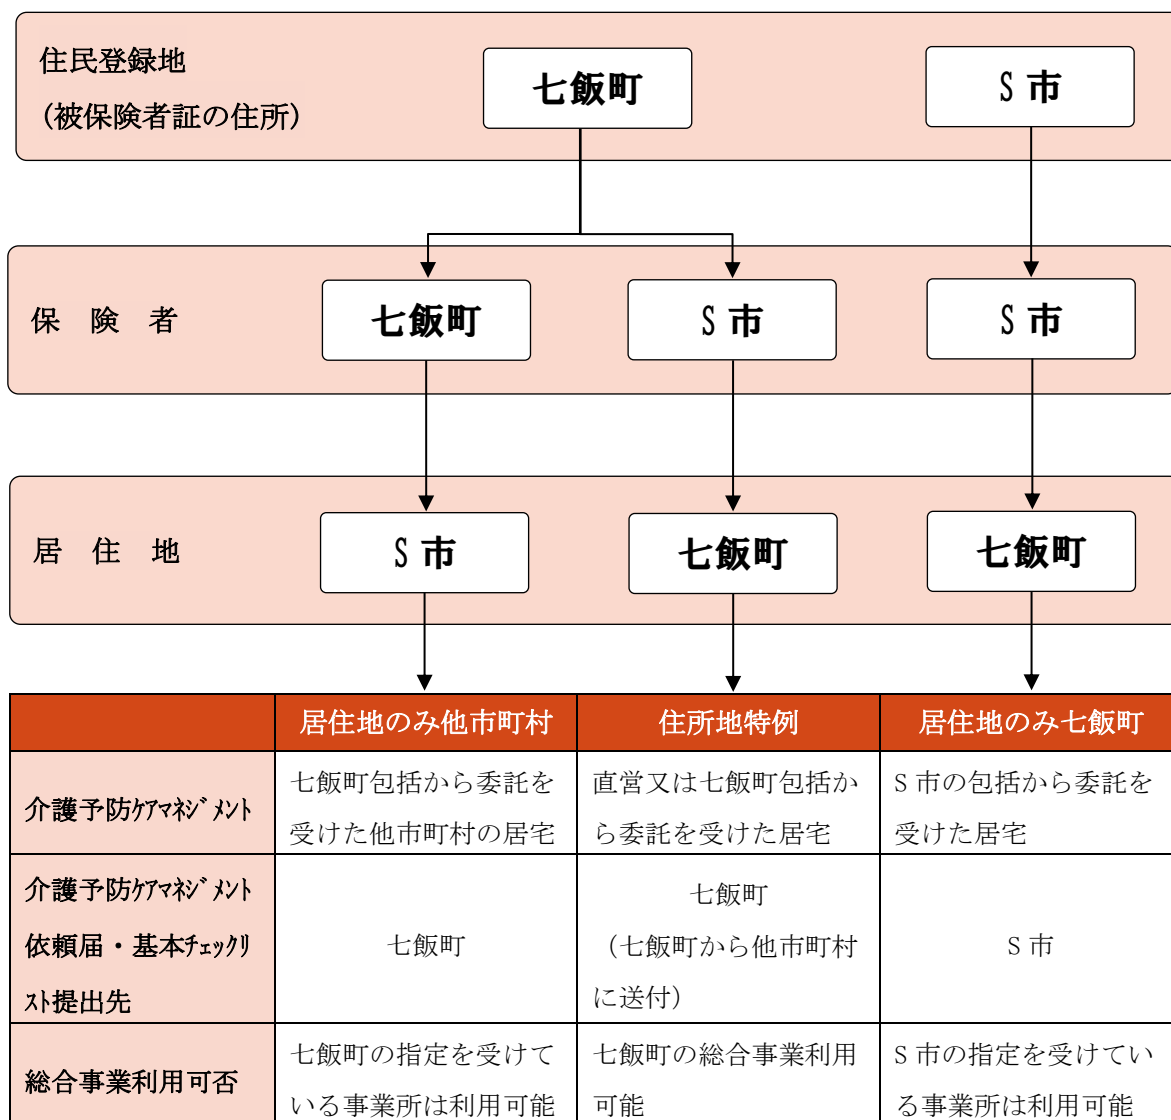 住民登録地
(被保険者証の住所)
七飯町
S 市
保 険 者
七飯町
S 市
S 市
居 住 地
S 市
七飯町
七飯町
居住地のみ他市町村
住所地特例
居住地のみ七飯町
介護予防ｹｱﾏﾈｼﾞﾒﾝﾄ
七飯町包括から委託を
受けた他市町村の居宅
直営又は七飯町包括か
ら委託を受けた居宅
S 市の包括から委託を
受けた居宅
介護予防ｹｱﾏﾈｼﾞﾒﾝﾄ
依頼届・基本ﾁｪｯｸﾘ
ｽﾄ提出先
七飯町
七飯町
（七飯町から他市町村
に送付）
S 市
総合事業利用可否
七飯町の指定を受けて
いる事業所は利用可能
七飯町の総合事業利用
可能
S 市の指定を受けてい
る事業所は利用可能